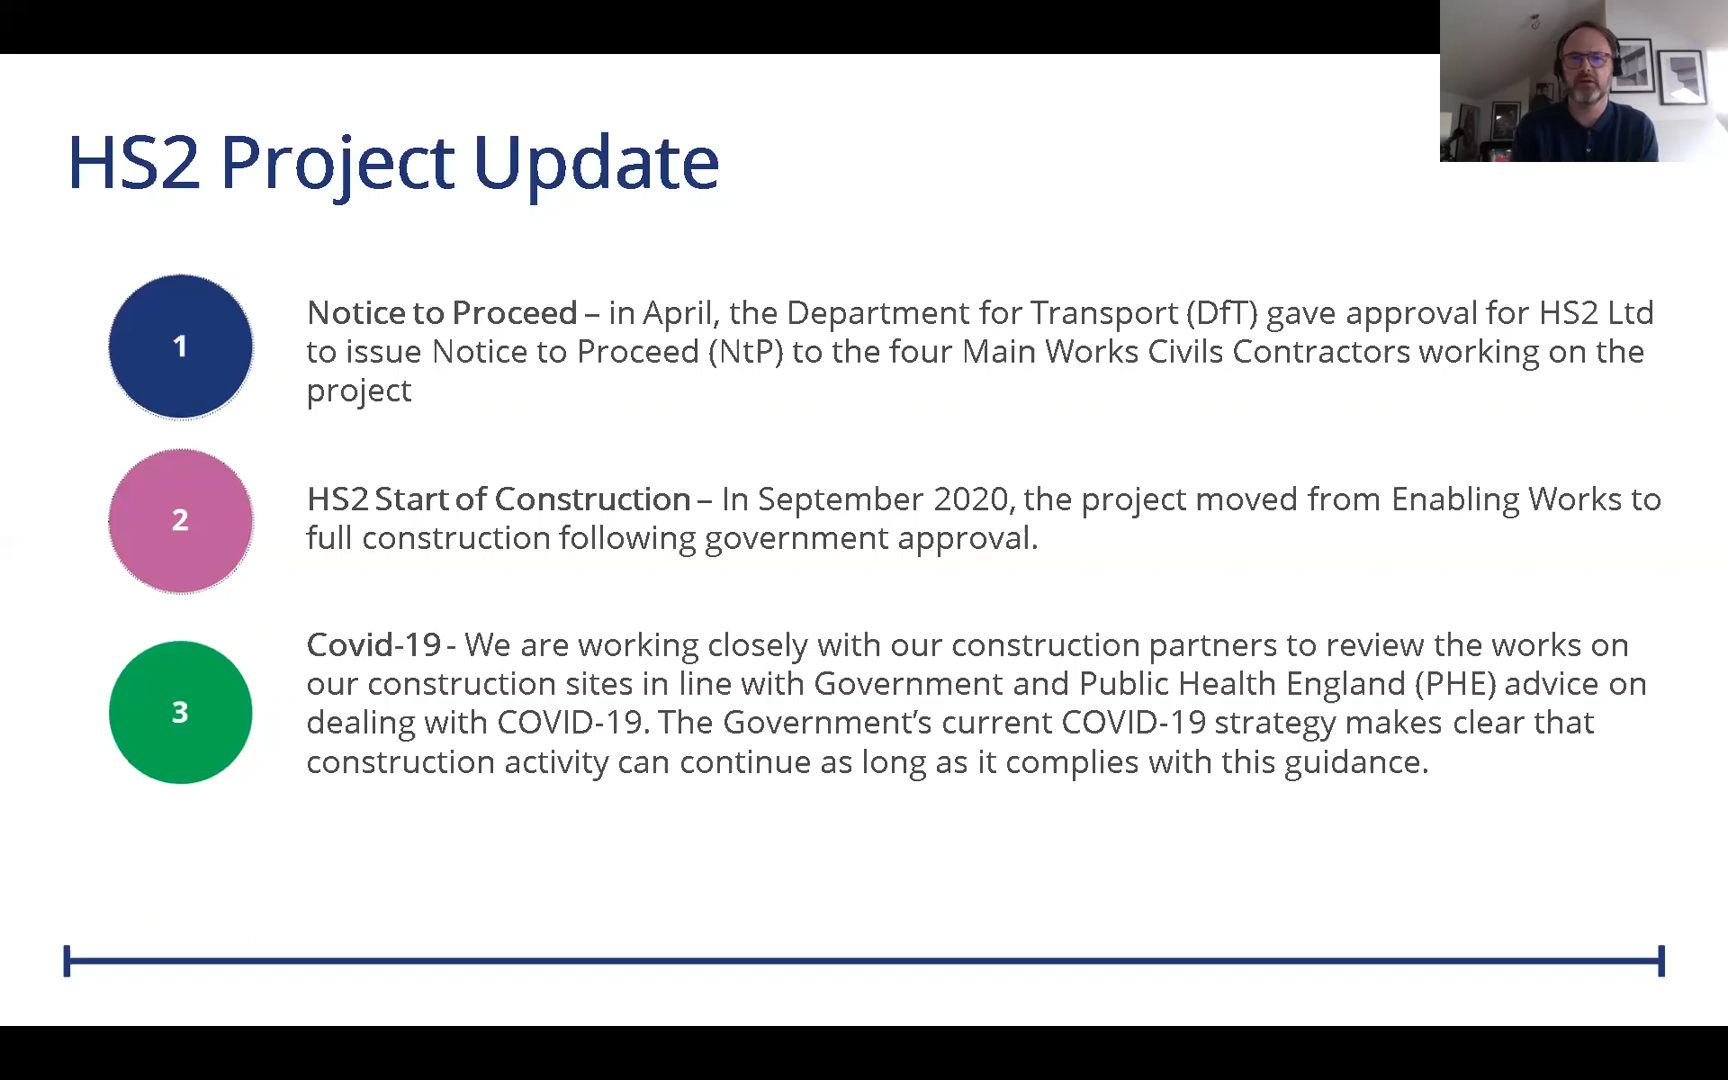 HS2 Project Update
1
Notice to Proceed – in April, the Department for Transport (DfT) gave approval for HS2 Ltd
to issue Notice to Proceed (NtP) to the four Main Works Civils Contractors working on the
project
2
HS2 Start of Construction – In September 2020, the project moved from Enabling Works to
full construction following government approval.
3
Covid-19 - We are working closely with our construction partners to review the works on
our construction sites in line with Government and Public Health England (PHE) advice on
dealing with COVID-19. The Government’s current COVID-19 strategy makes clear that
construction activity can continue as long as it complies with this guidance.